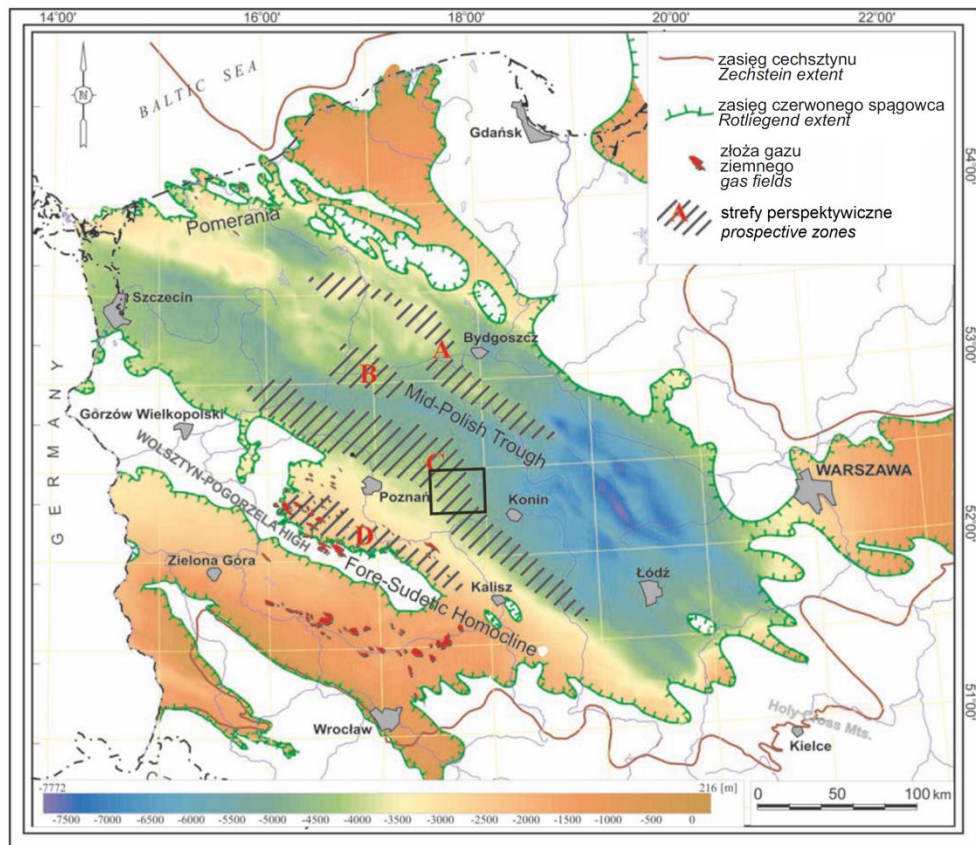 14°00'
16°00'
18°00'
20°00'
22°00'
zasięg cechsztynu
Zechstein extent
zasięg czerwonego spągowca
Rotliegend extent
złoża gazu
ziemnego
gas fields
A
strefy perspektywiczne
prospective zones
N
BALTIC SEA
Gdańsk
54°00'
Pomerania
Szczecin
Bydgoszcz
A
B
53°00'
Mid-Polish Trough
Górzów Wielkopolski
GERMANY
WOLSZTYN-POGORZELA HIGH
C
WARSZAWA
Poznań
Konin
52°00'
D
Zielona Góra
Fore-Sudetic Homocline
Kalisz
Łódź
51°00'
Wrocław
Holy Cross Mts.
Kielce
-7772
216 [m]
-7500
-7000
-6500
-6000
-5500
-5000
-4500
-4000
-3500
-3000
-2500
-2000
-1500
-1000
-500
0
0
50
100 km